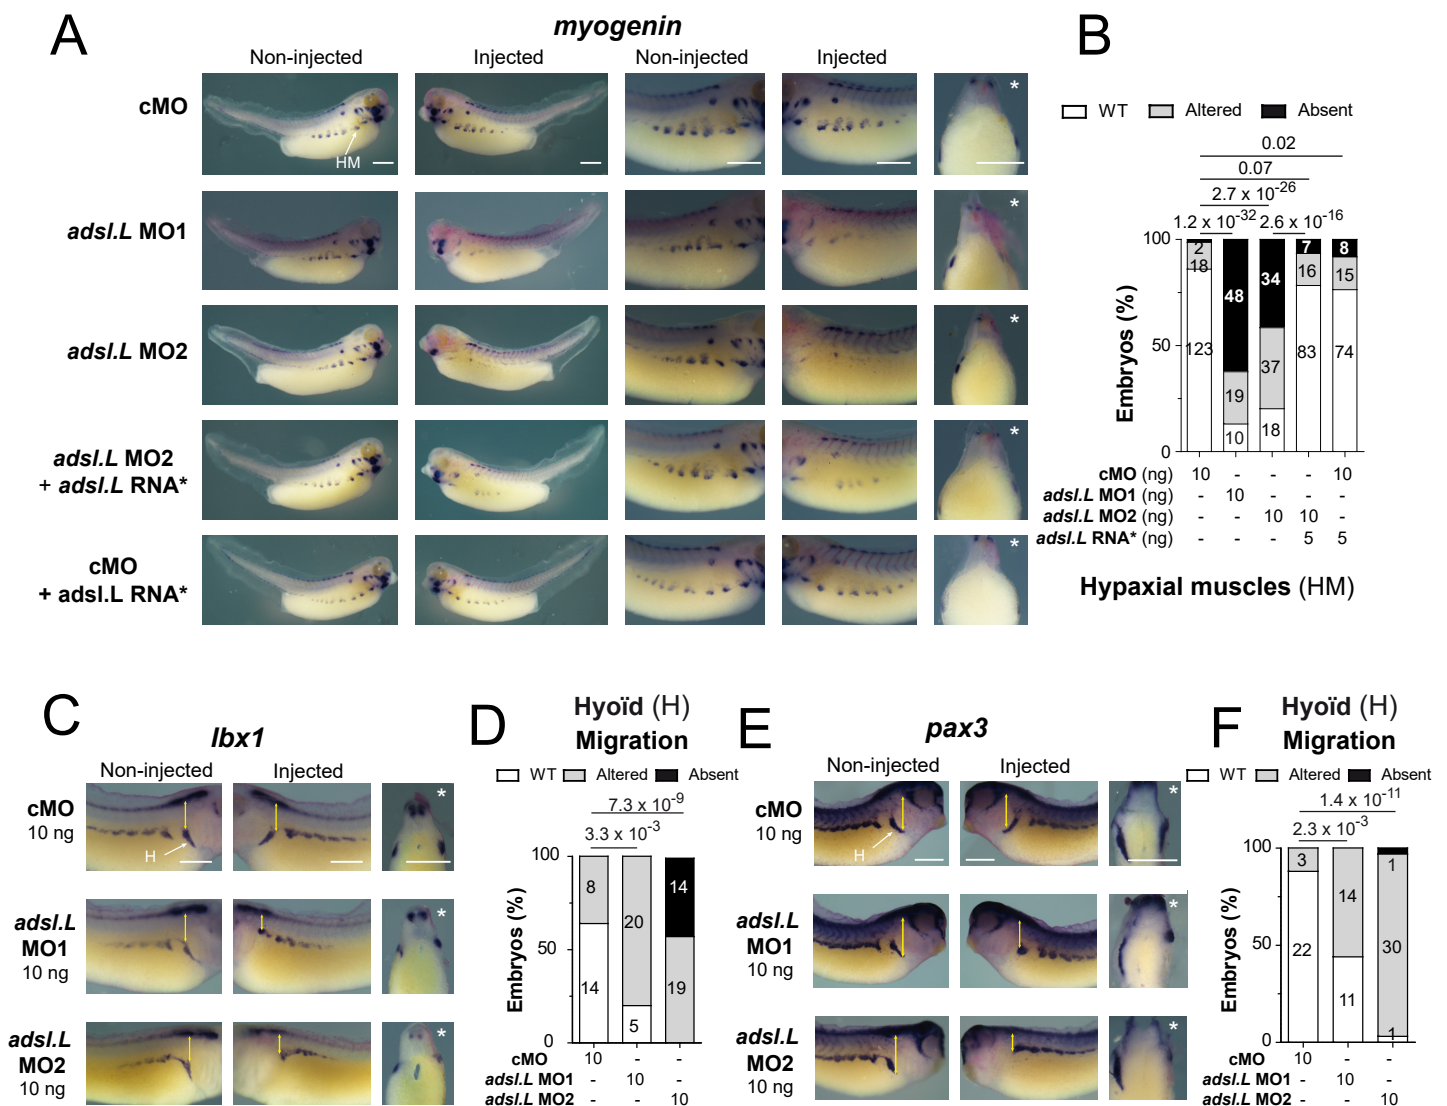 A
myogenin
Non-injected Injected Non-injected Injected
cMO
HM
*
adsl.L MO1
*
adsl.L MO2
*
adsl.L MO2
+ adsl.L RNA*
*
cMO
+ adsl.L RNA*
*
B
WT Altered Absent
0.02
0.07
2.7 x 10-26
1.2 x 10-32 2.6 x 10-16
Embryos (%)
100
50
0
2
18
123
48
19
10
34
37
18
7
16
83
8
15
74
cMO (ng) 10 - - - 10
adsl.L MO1 (ng) - 10 - - -
adsl.L MO2 (ng) - - 10 10 -
adsl.L RNA* (ng) - - - 5 5
Hypaxial muscles (HM)
C
lbx1
Non-injected Injected
cMO
10 ng
H
*
adsl.L
MO1
10 ng
*
adsl.L
MO2
10 ng
*
D
Hyoïd (H)
Migration
WT Altered Absent
7.3 x 10-9
3.3 x 10-3
Embryos (%)
100
50
0
8
14
20
5
14
19
cMO 10 - -
adsl.L MO1 - 10 -
adsl.L MO2 - - 10
E
pax3
Non-injected Injected
cMO
10 ng
H
*
adsl.L
MO1
10 ng
*
adsl.L
MO2
10 ng
*
F
Hyoïd (H)
Migration
WT Altered Absent
1.4 x 10-11
2.3 x 10-3
Embryos (%)
100
50
0
3
22
14
11
1
30
1
cMO 10 - -
adsl.L MO1 - 10 -
adsl.L MO2 - - 10